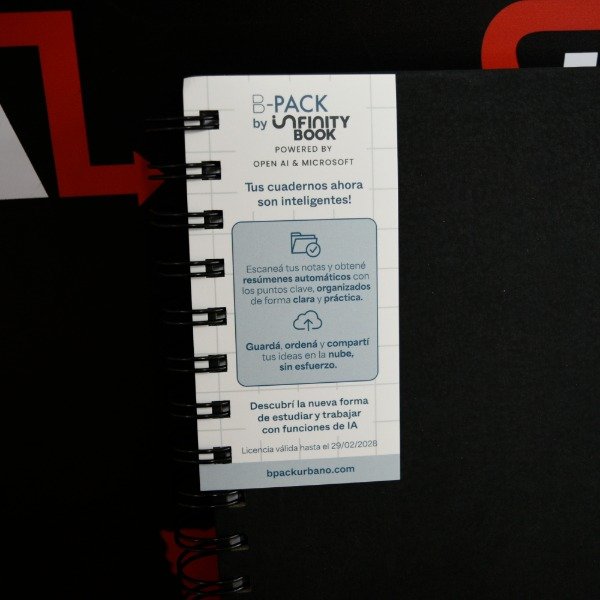 B-PACK
by INFINITY
BOOK
POWERED BY
OPEN AI & MICROSOFT
Tus cuadernos ahora
son inteligentes!
Escaneá tus notas y obtené
resúmenes automáticos con
los puntos clave, organizados
de forma clara y práctica.
Guardá, ordená y compartí
tus ideas en la nube,
sin esfuerzo.
Descubrí la nueva forma
de estudiar y trabajar
con funciones de IA
Licencia válida hasta el 29/02/2028
bpackurbano.com